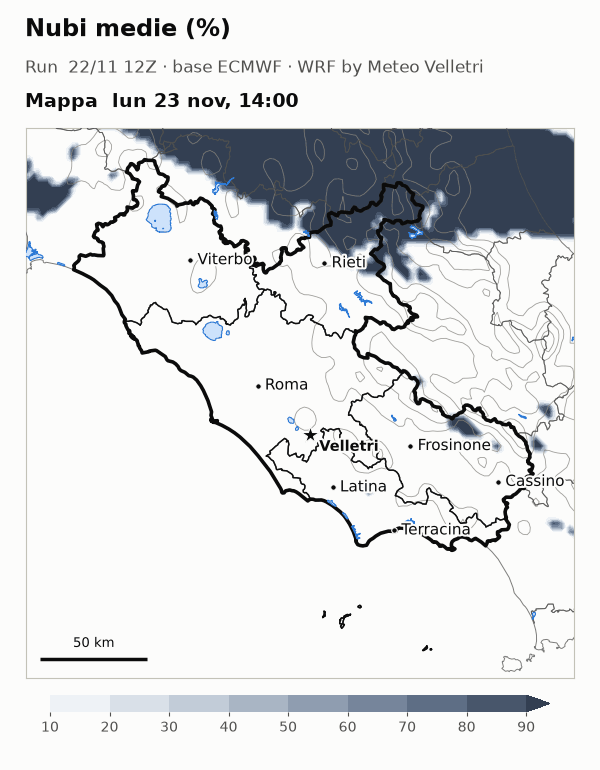 Nubi medie (%)
Run  22/11 12Z · base ECMWF · WRF by Meteo Velletri
Mappa  lun 23 nov, 14:00
Viterbo
Rieti
Roma
Velletri
Frosinone
Latina
Cassino
Terracina
50 km
10 20 30 40 50 60 70 80 90